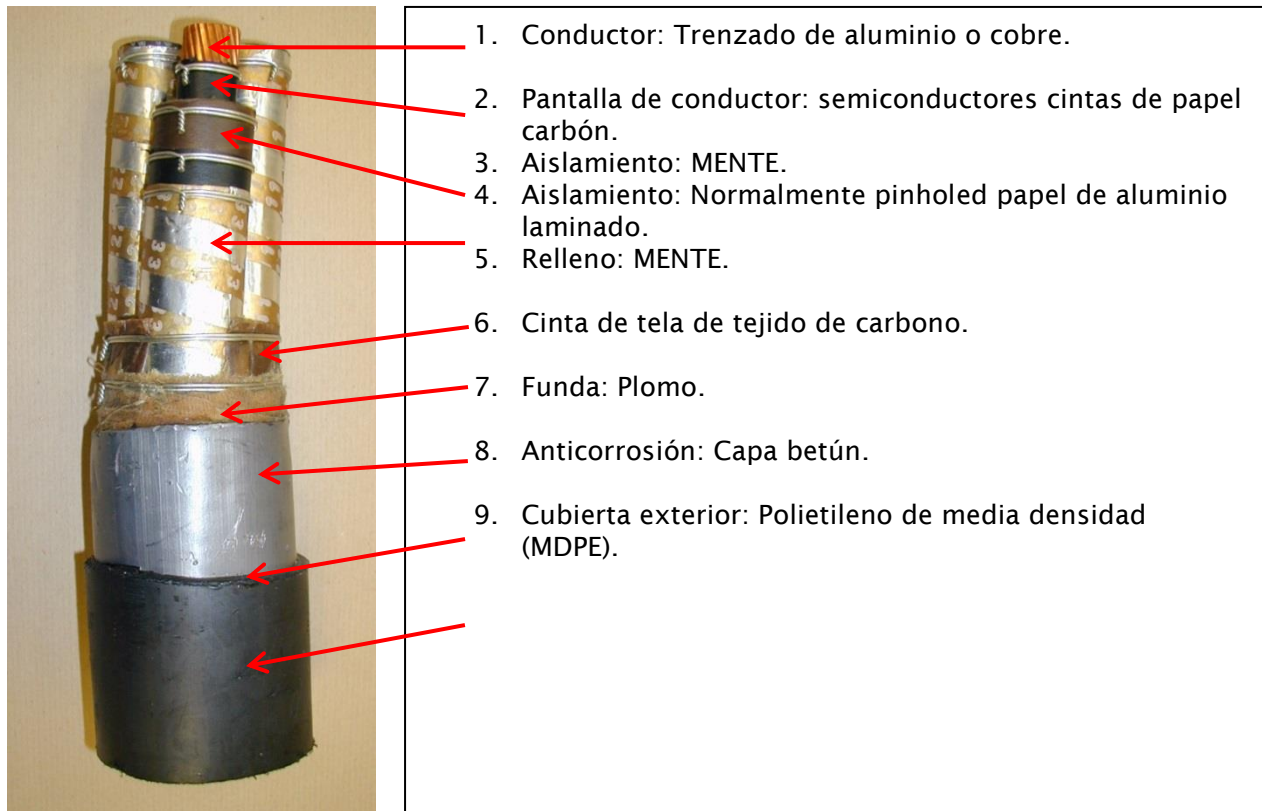 1. Conductor: Trenzado de aluminio o cobre.
2. Pantalla de conductor: semiconductores cintas de papel
carbón.
3. Aislamiento: MENTE.
4. Aislamiento: Normalmente pinholed papel de aluminio
laminado.
5. Relleno: MENTE.
6. Cinta de tela de tejido de carbono.
7. Funda: Plomo.
8. Anticorrosión: Capa betún.
9. Cubierta exterior: Polietileno de media densidad
(MDPE).